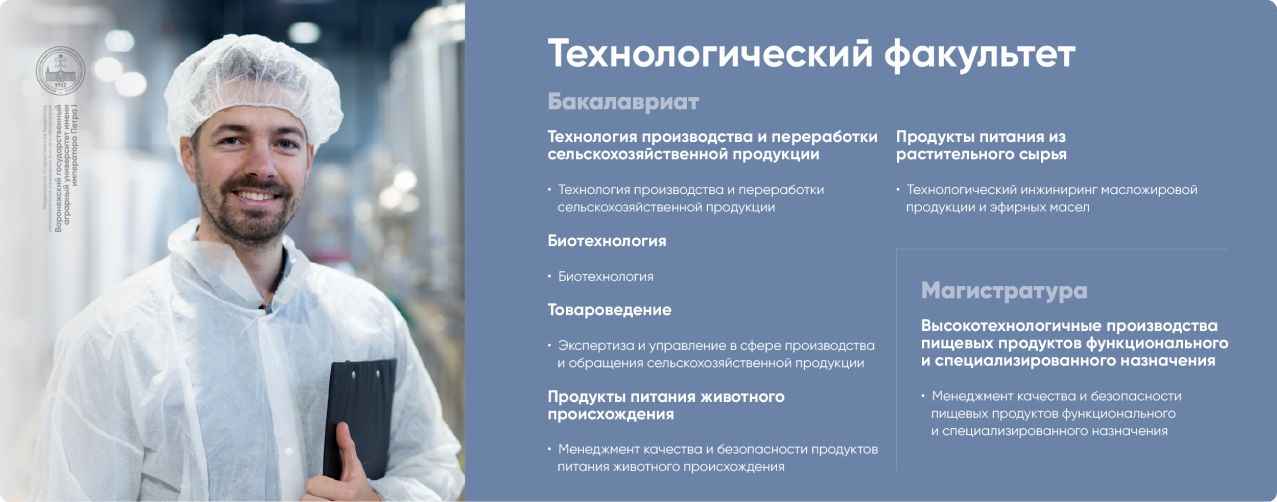 1912
Воронежский государственный
аграрный университет имени
императора Петра I
Технологический факультет
Бакалавриат
Технология производства и переработки
сельскохозяйственной продукции
• Технология производства и переработки
сельскохозяйственной продукции
Биотехнология
• Биотехнология
Товароведение
• Экспертиза и управление в сфере производства
и обращения сельскохозяйственной продукции
Продукты питания животного
происхождения
• Менеджмент качества и безопасности продуктов
питания животного происхождения
Продукты питания из
растительного сырья
• Технологический инжиниринг масложировой
продукции и эфирных масел
Магистратура
Высокотехнологичные производства
пищевых продуктов функционального
и специализированного назначения
• Менеджмент качества и безопасности
пищевых продуктов функционального
и специализированного назначения